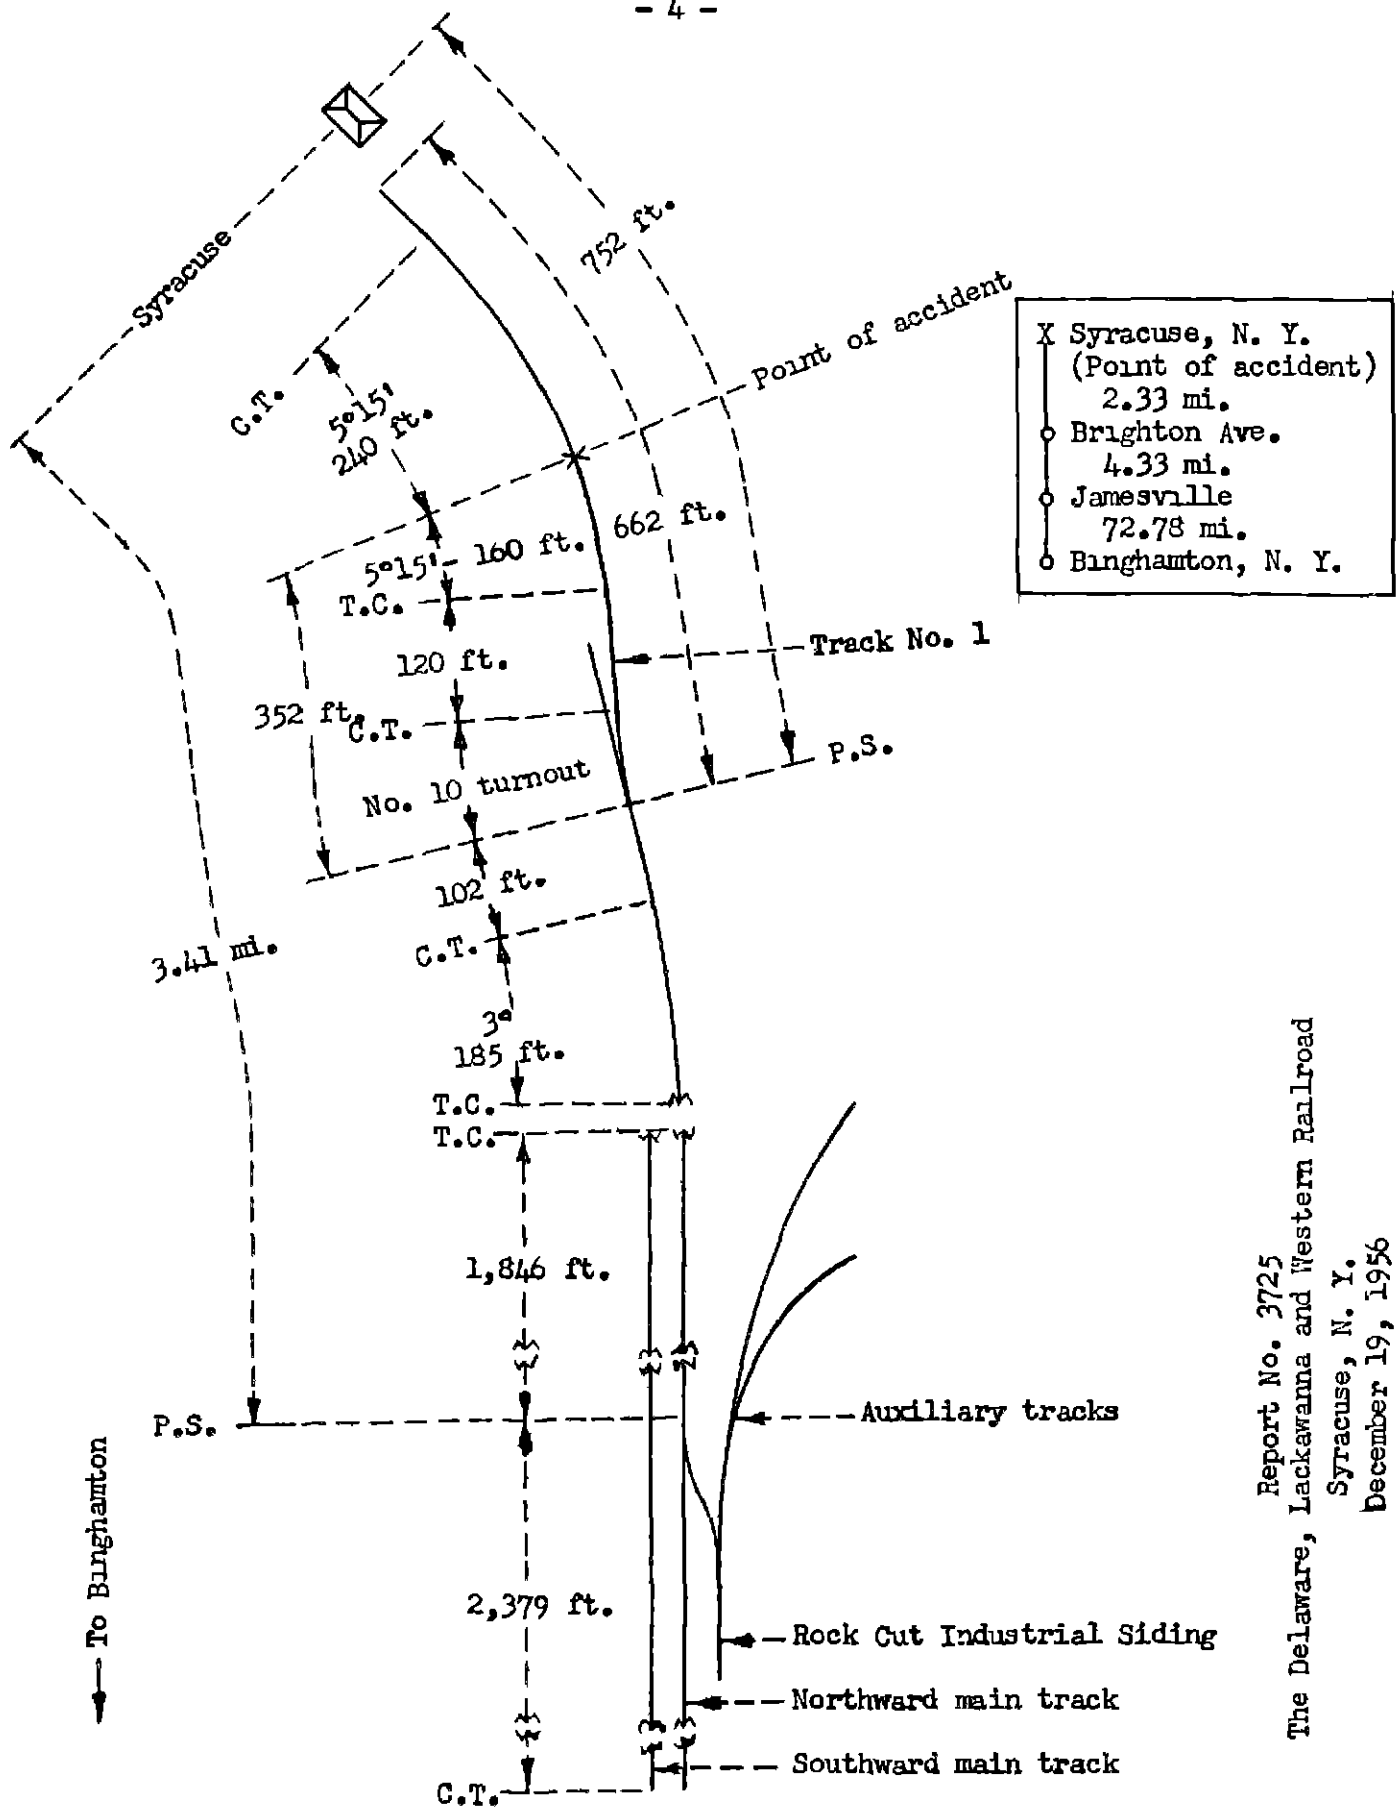 - 4 -
Syracuse
752 ft.
Point of accident
C.T.
5°15'
240 ft.
X Syracuse, N. Y.
(Point of accident)
2.33 mi.
Brighton Ave.
4.33 mi.
Jamesville
72.78 mi.
Binghamton, N. Y.
662 ft.
5°15' - 160 ft.
T.C.
Track No. 1
120 ft.
352 ft.
C.T.
P.S.
No. 10 turnout
102 ft.
C.T.
3.41 mi.
3°
185 ft.
T.C.
T.C.
1,846 ft.
P.S.
Auxiliary tracks
To Binghamton
2,379 ft.
Rock Cut Industrial Siding
Northward main track
Southward main track
C.T.
Report No. 3725
The Delaware, Lackawanna and Western Railroad
Syracuse, N. Y.
December 19, 1956